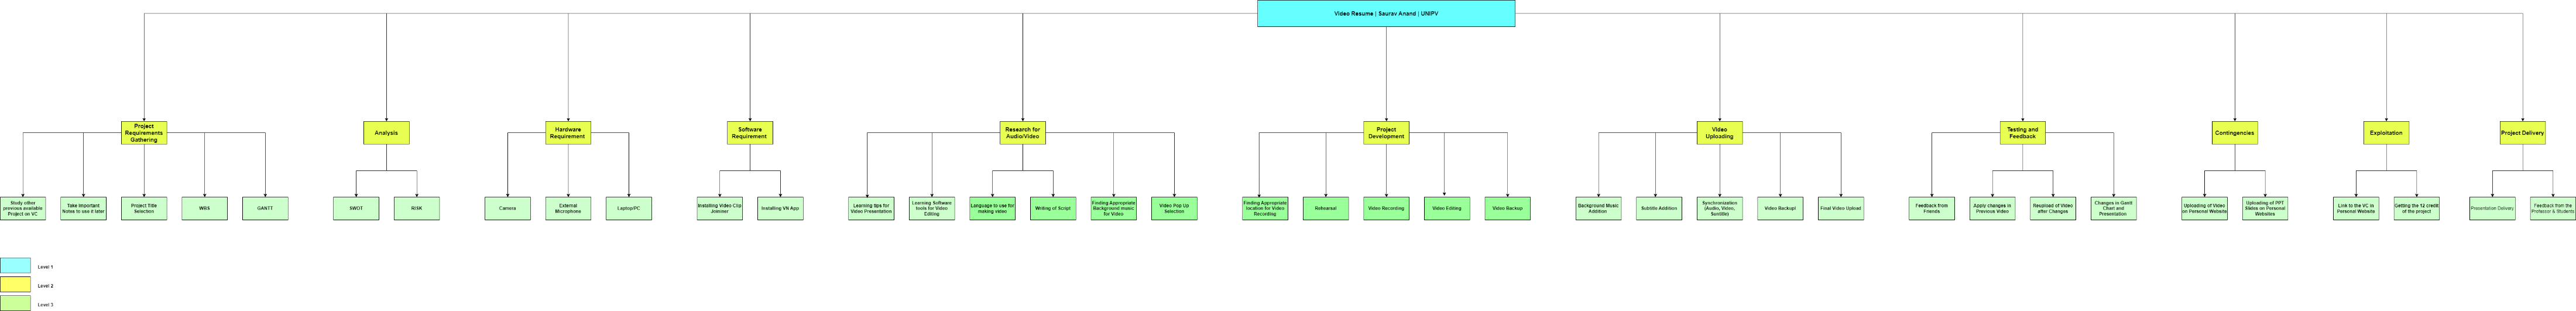 Video Resume | Saurav Anand | UNIPV
Project
Requirements
Gathering
Analysis
Hardware
Requirement
Software
Requirement
Research for
Audio/Video
Project
Development
Video
Uploading
Testing and
Feedback
Contingencies
Exploitation
Project Delivery
Study other
previous available
Project on VC
Take Important
Notes to use it later
Project Title
Selection
WBS
GANTT
SWOT
RISK
Camera
External
Microphone
Laptop/PC
Installing Video Clip
Jommer
Installing VN App
Learning tips for
Video Presentation
Learning Software
tools for Video
Editing
Language to use for
making video
Writing of Script
Finding Appropriate
Background music
for Video
Video Pop Up
Selection
Finding Appropriate
location for Video
Recording
Rehearsal
Video Recording
Video Editing
Video Backup
Background Music
Addition
Subtitle Addition
Synchronization
(Audio, Video,
Video Backup!
Final Video Upload
Feedback from
Friends
Apply changes in
Previous Video
Reupload of Video
after Changes
Changes in Gantt
Chart and
Presentation
Uploading of Video
on Personal Website
Uploading of PPT
Slides on Personal
Websites
Link to the VC in
Personal Website
Getting the 12 credit
of the project
Presentation Delivery
Feedback from the
Professor & Students
Level 1
Level 2
Level 3